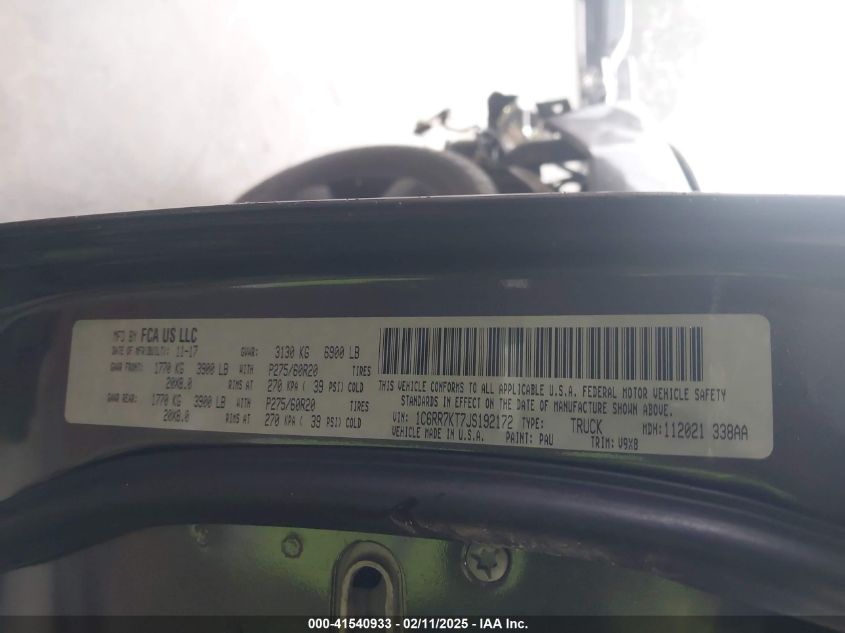 MFD BY FCA US LLC
DATE OF MFR(BUILT): 11-17 GVWR: 3130 KG 6900 LB
GAWR FRONT: 1770 KG 3900 LB WITH P275/60R20 TIRES
20X8.0 RIMS AT 270 KPA ( 39 PSI) COLD
GAWR REAR: 1770 KG 3900 LB WITH P275/60R20 TIRES
20X8.0 RIMS AT 270 KPA ( 39 PSI) COLD
THIS VEHICLE CONFORMS TO ALL APPLICABLE U.S.A. FEDERAL MOTOR VEHICLE SAFETY
STANDARDS IN EFFECT ON THE DATE OF MANUFACTURE SHOWN ABOVE.
VIN: 1C6RR7KT7JS192172 TYPE: TRUCK MDH: 112021 338AA
VEHICLE MADE IN U.S.A. PAINT: PAU TRIM: V9X8
000-41540933 - 02/11/2025 - IAA Inc.